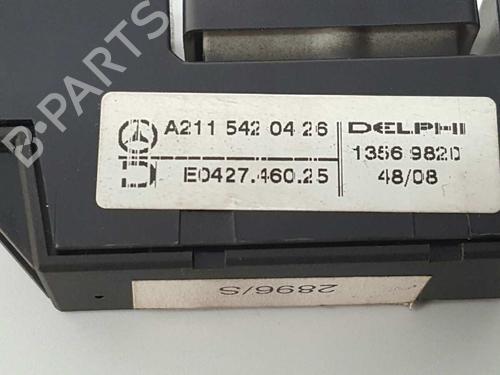 B-PARTS
A211 542 04 26
E0427.460.25
DELPHI
1356 9820
48/08
2896/S